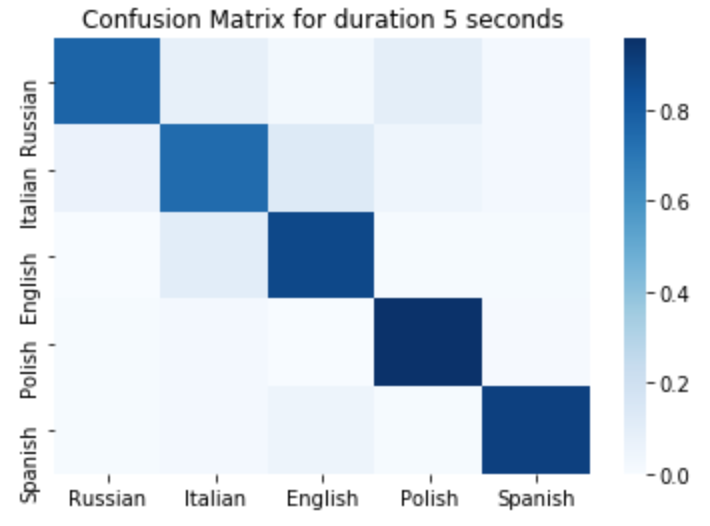 Confusion Matrix for duration 5 seconds
Russian
Italian
English
Polish
Spanish
Russian Italian English Polish Spanish
0.8
0.6
0.4
0.2
0.0